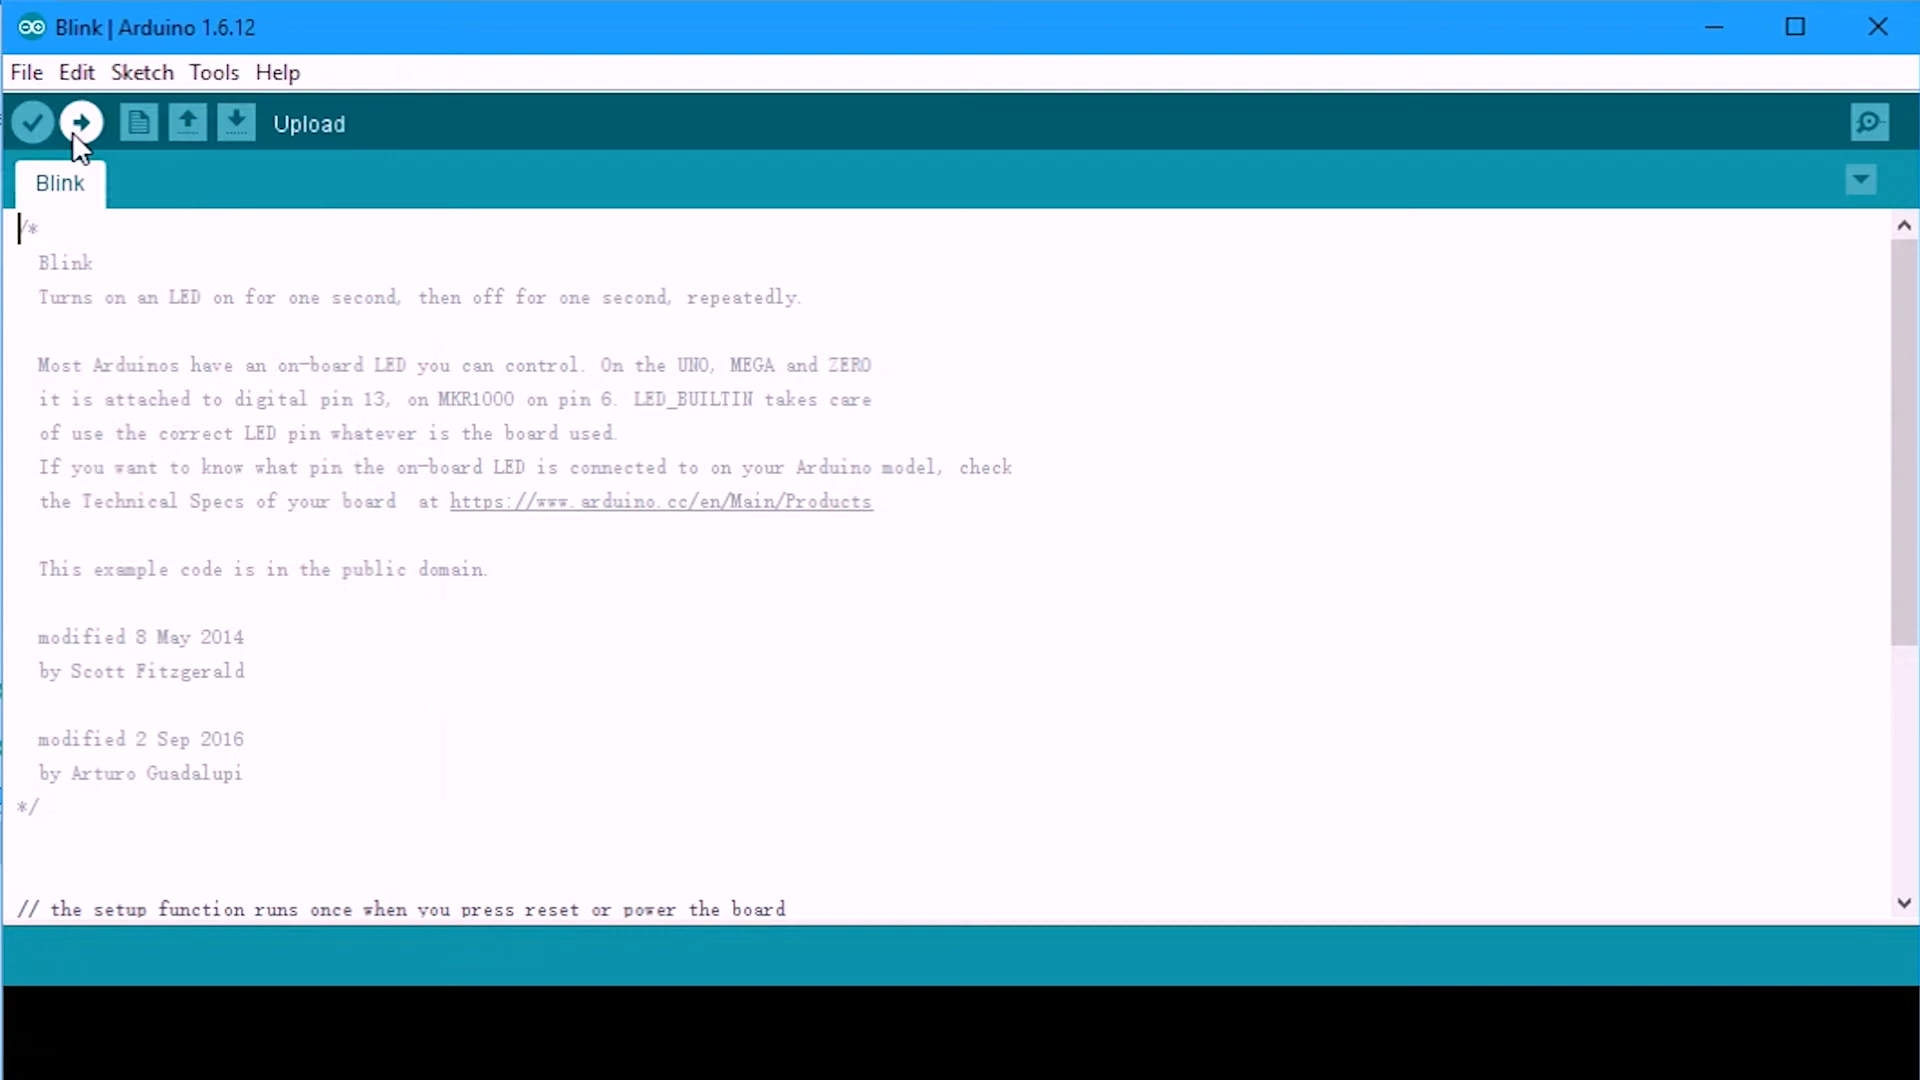 Blink | Arduino 1.6.12
File Edit Sketch Tools Help
Upload
Blink
/*
Blink
Turns on an LED on for one second, then off for one second, repeatedly.
Most Arduinos have an on-board LED you can control. On the UNO, MEGA and ZERO
it is attached to digital pin 13, on MKR1000 on pin 6. LED_BUILTIN takes care
of use the correct LED pin whatever is the board used.
If you want to know what pin the on-board LED is connected to on your Arduino model, check
the Technical Specs of your board  at https://www.arduino.cc/en/Main/Products
This example code is in the public domain.
modified 8 May 2014
by Scott Fitzgerald
modified 2 Sep 2016
by Arturo Guadalupi
*/
// the setup function runs once when you press reset or power the board